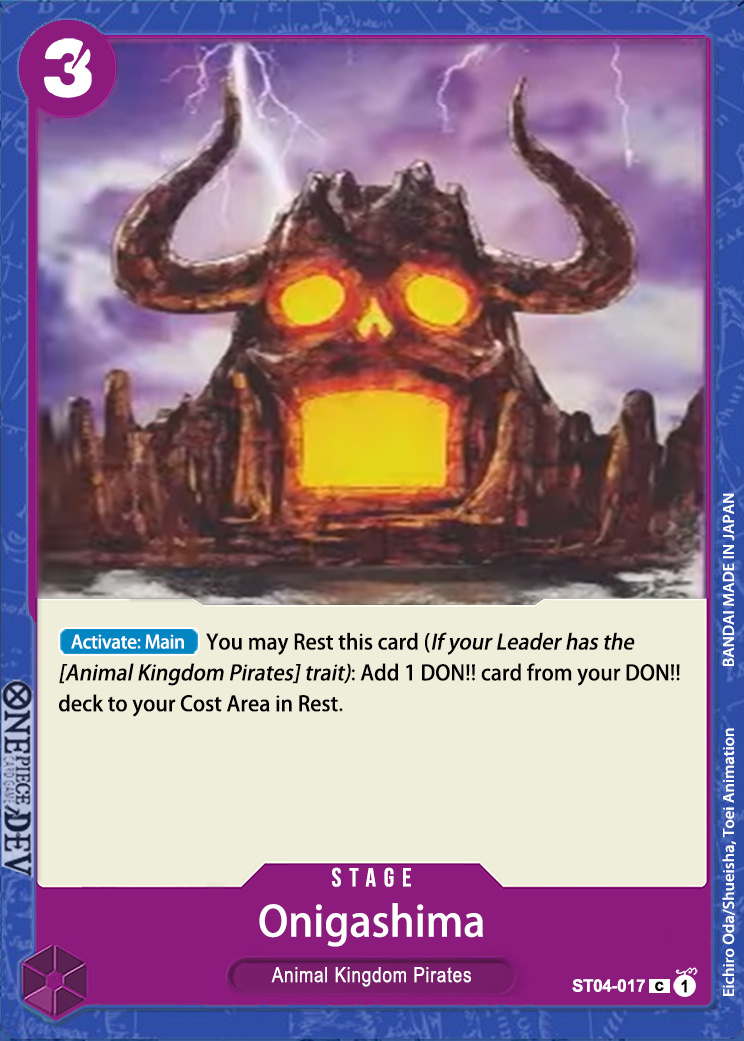 3
Activate: Main You may Rest this card (If your Leader has the
[Animal Kingdom Pirates] trait): Add 1 DON!! card from your DON!!
deck to your Cost Area in Rest.
STAGE
Onigashima
Animal Kingdom Pirates
ST04-017 C 1
BANDAI MADE IN JAPAN
Eichiro Oda/Shueisha, Toei Animation
ONE PIECE
CARD GAME
DEV